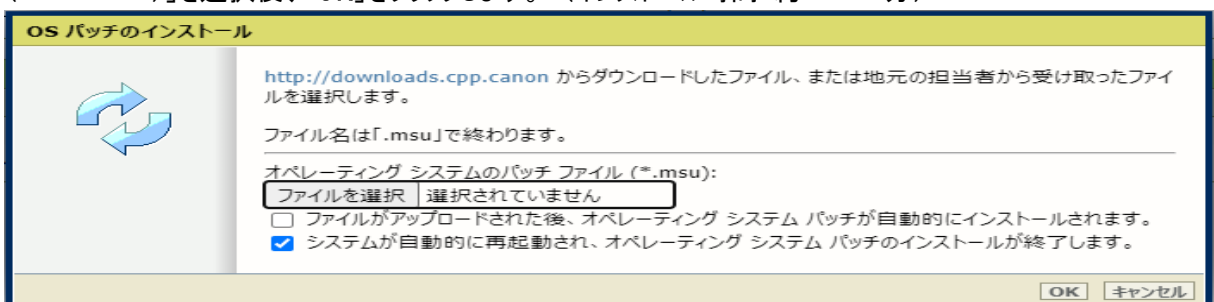 OS パッチのインストール
http://downloads.cpp.canon からダウンロードしたファイル、または地元の担当者から受け取ったファイ
ルを選択します。
ファイル名は「.msu」で終わります。
オペレーティング システムのパッチ ファイル (*.msu):
ファイルを選択 選択されていません
ファイルがアップロードされた後、オペレーティング システム パッチが自動的にインストールされます。
システムが自動的に再起動され、オペレーティング システム パッチのインストールが終了します。
OK キャンセル